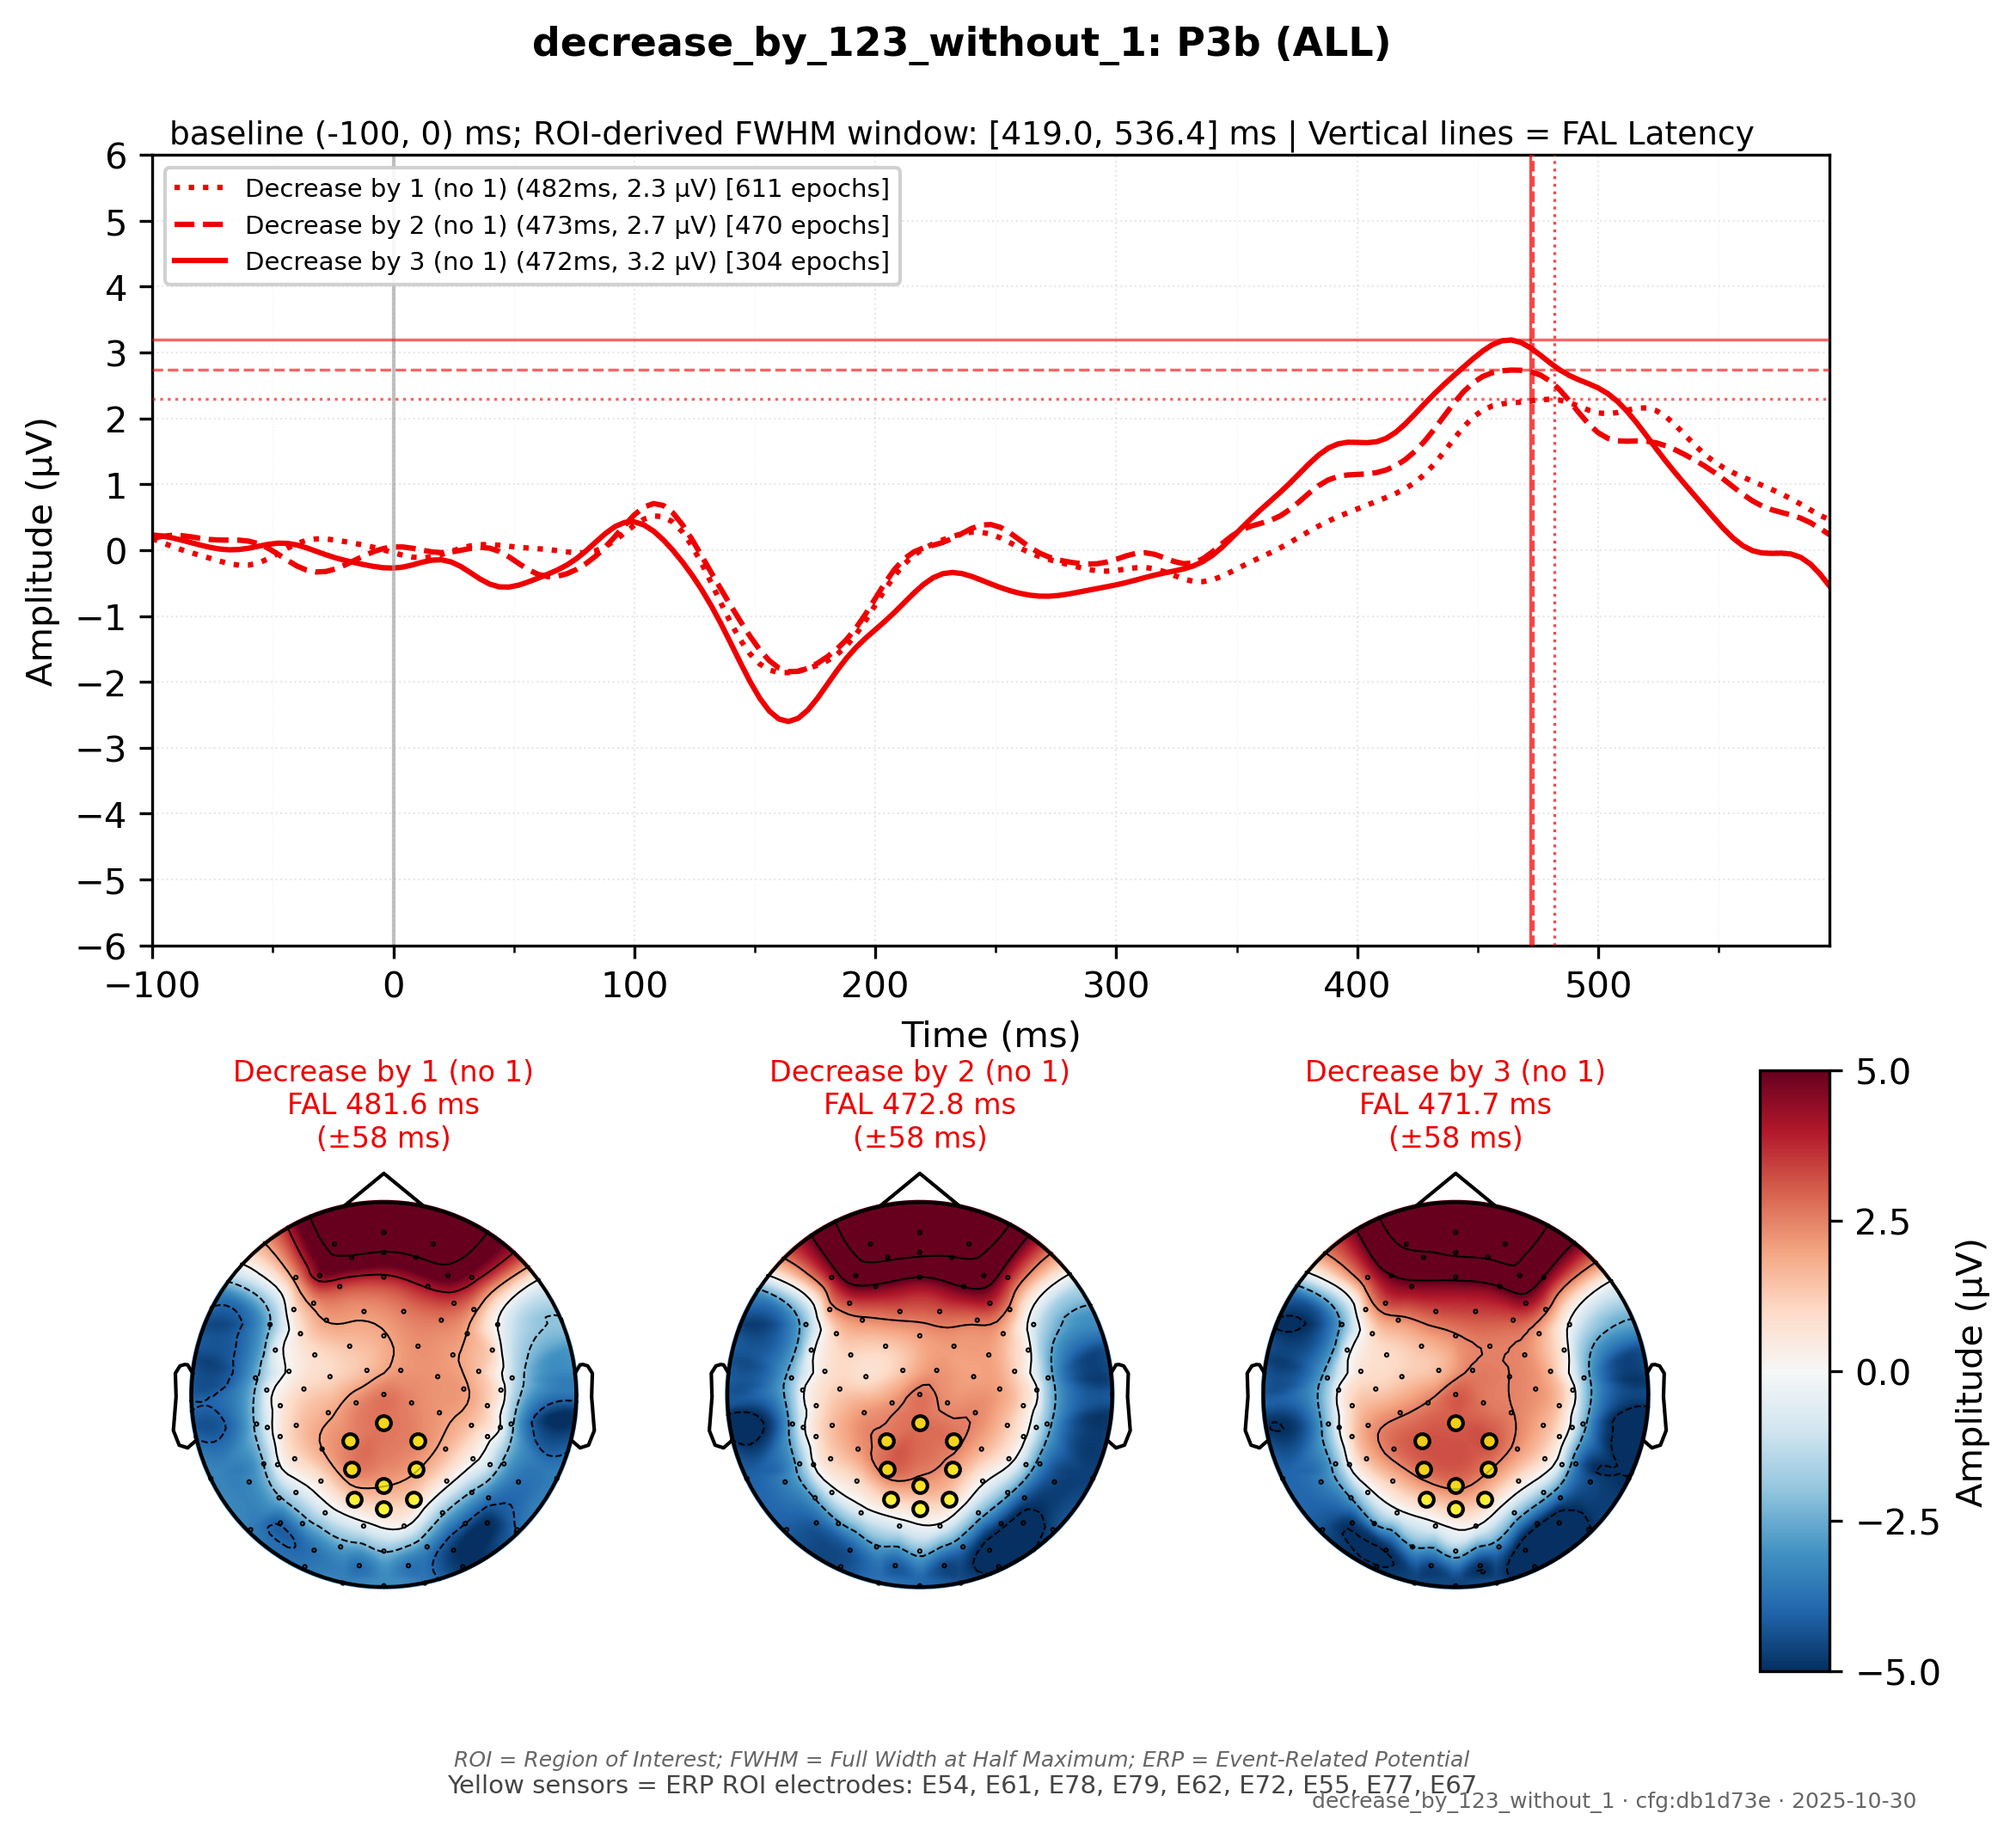 decrease_by_123_without_1: P3b (ALL)
baseline (-100, 0) ms; ROI-derived FWHM window: [419.0, 536.4] ms | Vertical lines = FAL Latency
Decrease by 1 (no 1) (482ms, 2.3 µV) [611 epochs]
Decrease by 2 (no 1) (473ms, 2.7 µV) [470 epochs]
Decrease by 3 (no 1) (472ms, 3.2 µV) [304 epochs]
6
5
4
3
2
1
0
−1
−2
−3
−4
−5
−6
Amplitude (µV)
−100 0 100 200 300 400 500
Time (ms)
Decrease by 1 (no 1)
FAL 481.6 ms
(±58 ms)
Decrease by 2 (no 1)
FAL 472.8 ms
(±58 ms)
Decrease by 3 (no 1)
FAL 471.7 ms
(±58 ms)
5.0
2.5
0.0
−2.5
−5.0
Amplitude (µV)
ROI = Region of Interest; FWHM = Full Width at Half Maximum; ERP = Event-Related Potential
Yellow sensors = ERP ROI electrodes: E54, E61, E78, E79, E62, E72, E55, E77, E67
decrease_by_123_without_1 · cfg:db1d73e · 2025-10-30